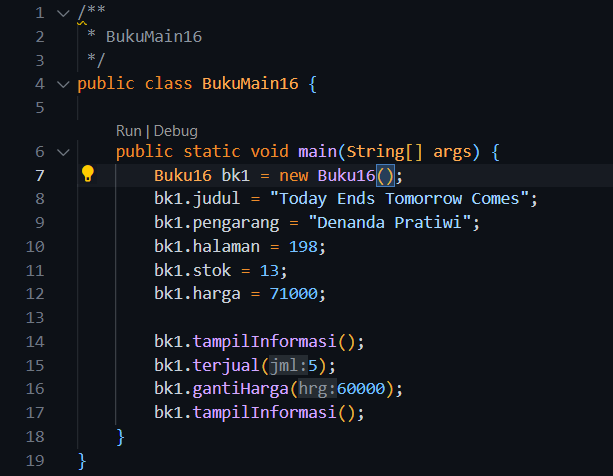 1 /**
2 * BukuMain16
3 */
4 public class BukuMain16 {
5
Run | Debug
6 public static void main(String[] args) {
7 Buku16 bk1 = new Buku16();
8 bk1.judul = "Today Ends Tomorrow Comes";
9 bk1.pengarang = "Denanda Pratiwi";
10 bk1.halaman = 198;
11 bk1.stok = 13;
12 bk1.harga = 71000;
13
14 bk1.tampilInformasi();
15 bk1.terjual(jml:5);
16 bk1.gantiHarga(hrg:60000);
17 bk1.tampilInformasi();
18 }
19 }